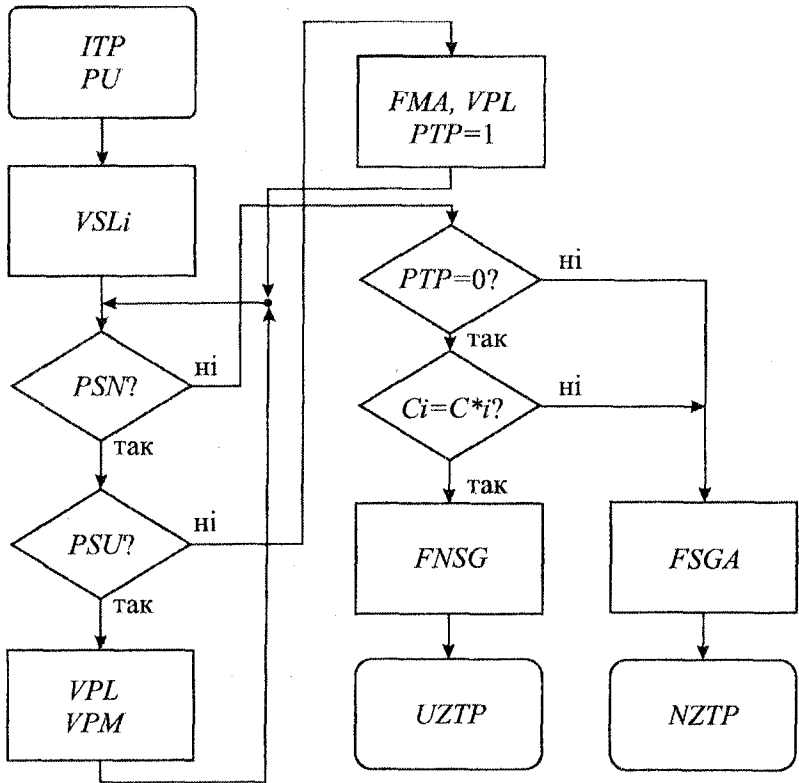 ITP
PU
VSLi
PSN?
ні
так
PSU?
ні
так
VPL
VPM
FMA, VPL
PTP=1
PTP=0?
ні
так
Ci=C*i?
ні
так
FNSG
FSGA
UZTP
NZTP